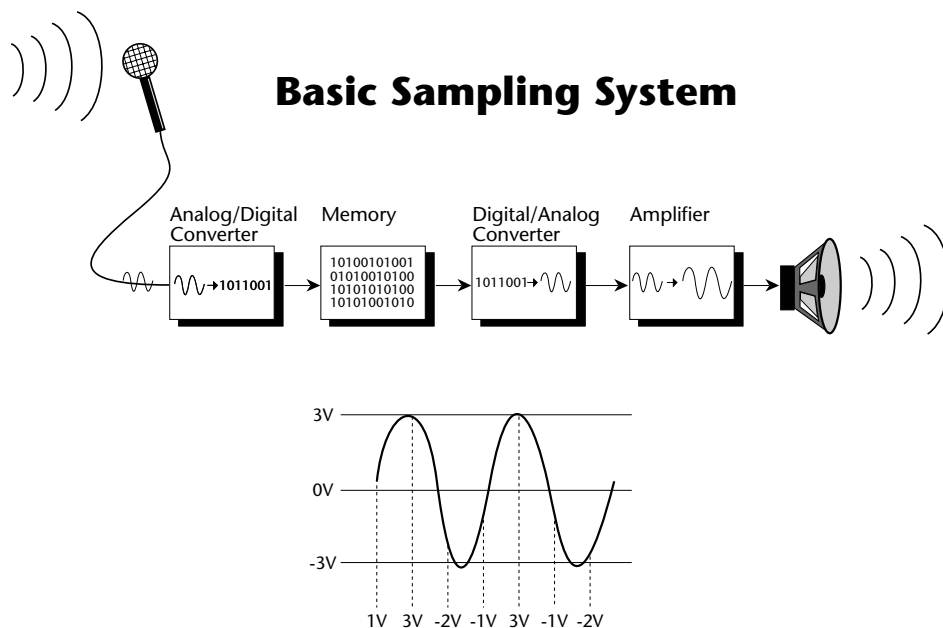 Basic Sampling System
Analog/Digital
Converter
Memory
Digital/Analog
Converter
Amplifier
1011001
10100101001
01010010100
10101010100
10101001010
1011001
3V
0V
-3V
1V 3V -2V -1V 3V -1V -2V